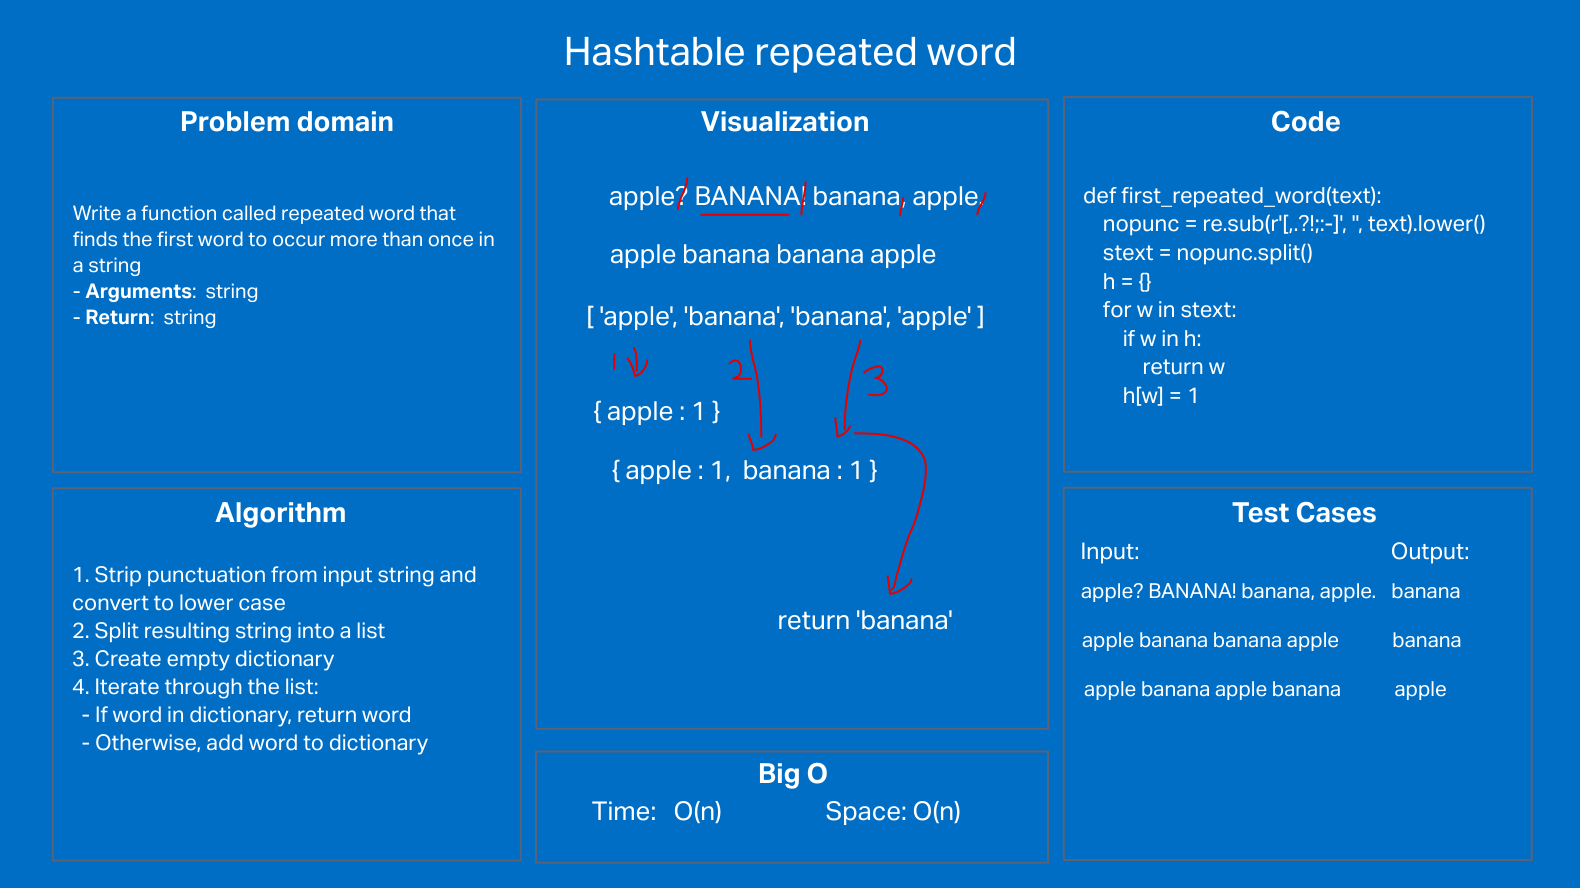 Hashtable repeated word
Problem domain
Write a function called repeated word that
finds the first word to occur more than once in
a string
- Arguments:  string
- Return:  string
Algorithm
1. Strip punctuation from input string and
convert to lower case
2. Split resulting string into a list
3. Create empty dictionary
4. Iterate through the list:
- If word in dictionary, return word
- Otherwise, add word to dictionary
Visualization
apple? BANANA! banana, apple.
apple banana banana apple
[ 'apple', 'banana', 'banana', 'apple' ]
1 2 3
{ apple : 1 }
{ apple : 1,  banana : 1 }
return 'banana'
Big O
Time:   O(n) Space: O(n)
Code
def first_repeated_word(text):
nopunc = re.sub(r'[,.?!;:-]', '', text).lower()
stext = nopunc.split()
h = {}
for w in stext:
if w in h:
return w
h[w] = 1
Test Cases
Input: Output:
apple? BANANA! banana, apple. banana
apple banana banana apple banana
apple banana apple banana apple